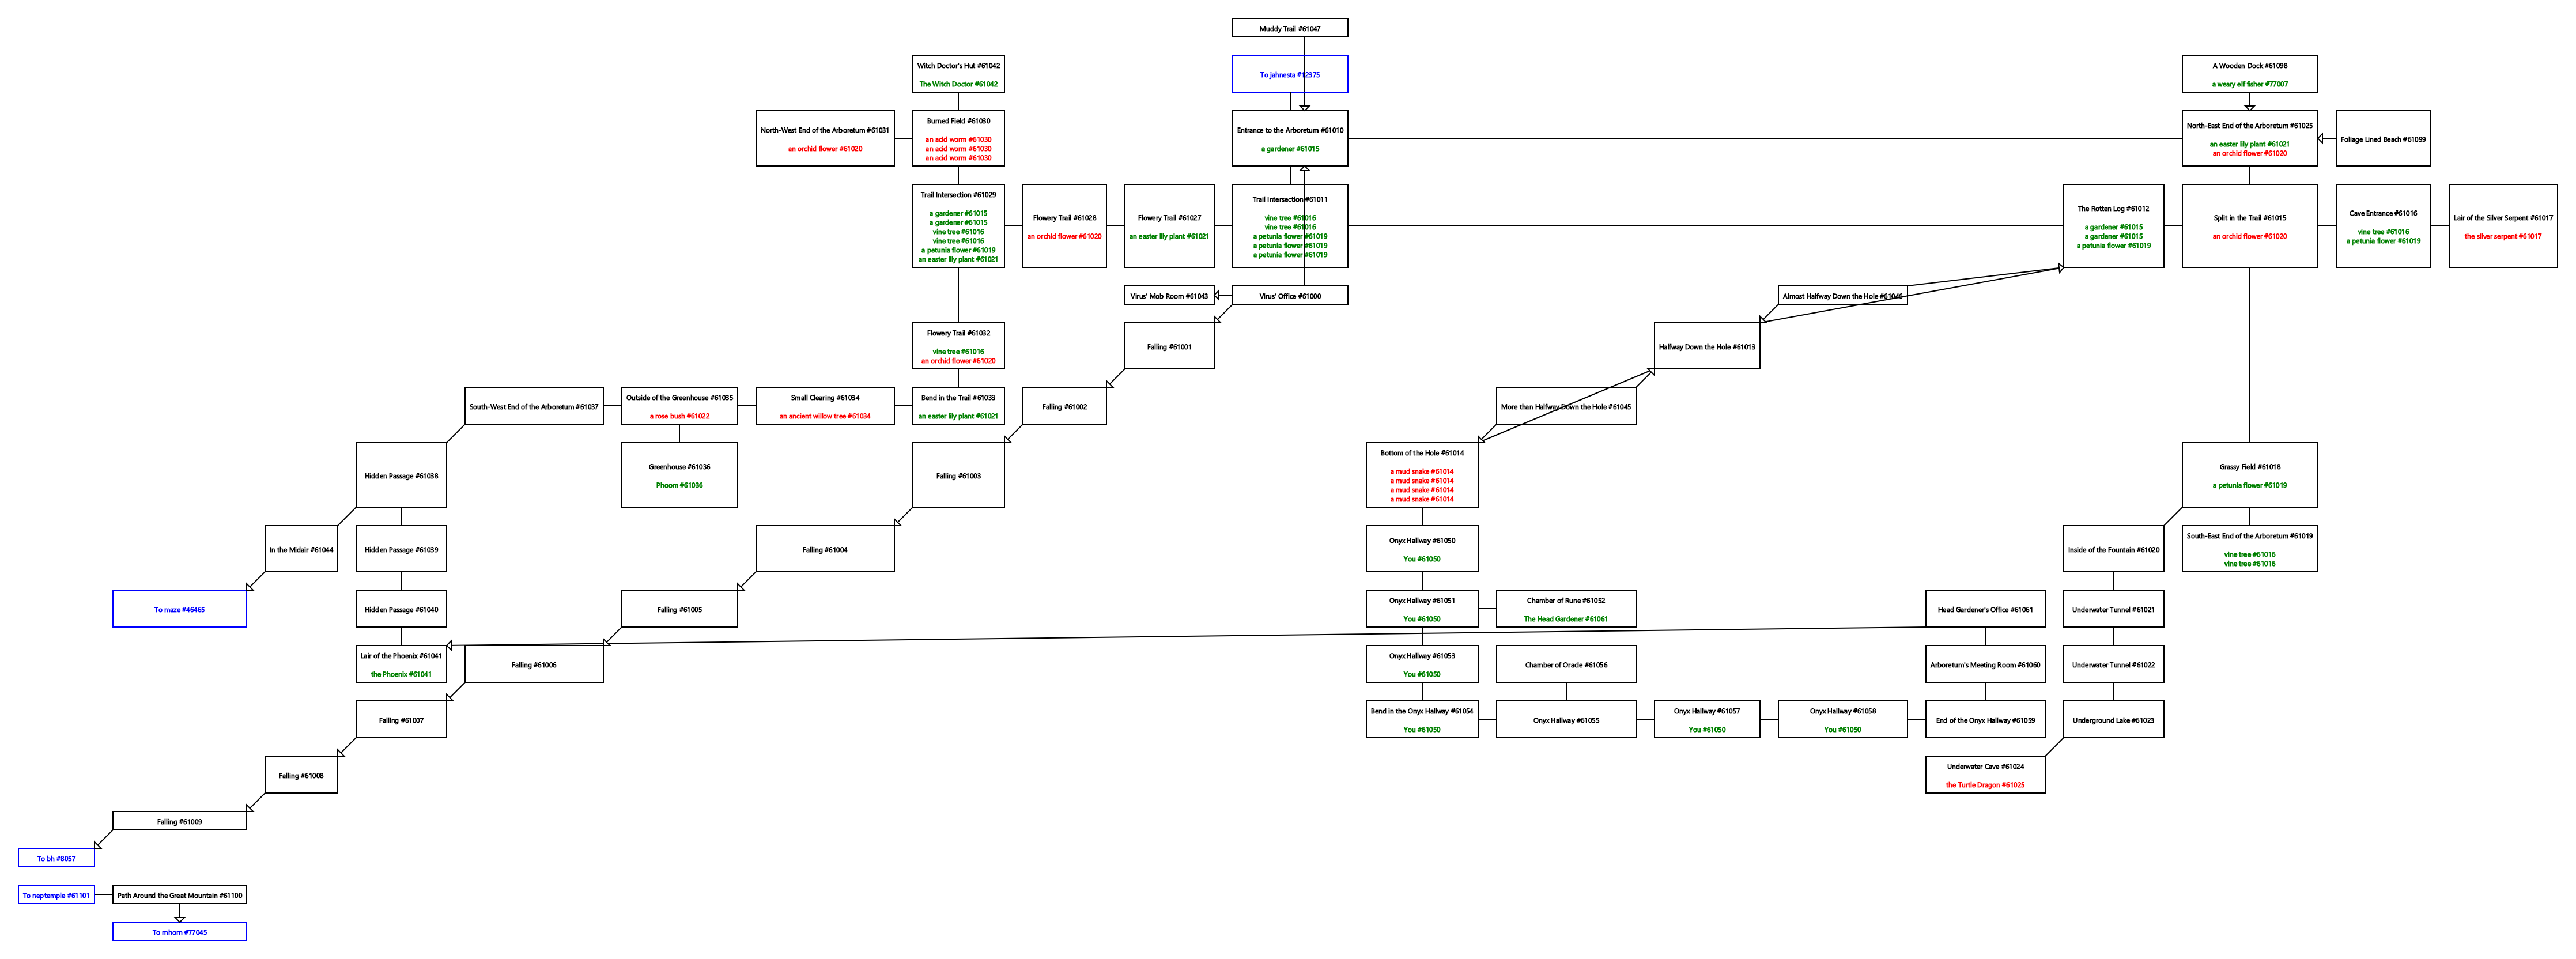 Muddy Trail #61047
Witch Doctor's Hut #61042
The Witch Doctor #61042
To jahnesta #12375
A Wooden Dock #61098
a weary elf fisher #77007
North-West End of the Arboretum #61031
an orchid flower #61020
Burned Field #61030
an acid worm #61030
an acid worm #61030
an acid worm #61030
Entrance to the Arboretum #61010
a gardener #61015
North-East End of the Arboretum #61025
an easter lily plant #61021
an orchid flower #61020
Foliage Lined Beach #61099
Trail Intersection #61029
a gardener #61015
a gardener #61015
vine tree #61016
vine tree #61016
a petunia flower #61019
an easter lily plant #61021
Flowery Trail #61028
an orchid flower #61020
Flowery Trail #61027
an easter lily plant #61021
Trail Intersection #61011
vine tree #61016
vine tree #61016
a petunia flower #61019
a petunia flower #61019
a petunia flower #61019
The Rotten Log #61012
a gardener #61015
a gardener #61015
a petunia flower #61019
Split in the Trail #61015
an orchid flower #61020
Cave Entrance #61016
vine tree #61016
a petunia flower #61019
Lair of the Silver Serpent #61017
the silver serpent #61017
Virus' Mob Room #61043
Virus' Office #61000
Almost Halfway Down the Hole #61046
Flowery Trail #61032
vine tree #61016
an orchid flower #61020
Falling #61001
Halfway Down the Hole #61013
South-West End of the Arboretum #61037
Outside of the Greenhouse #61035
a rose bush #61022
Small Clearing #61034
an ancient willow tree #61034
Bend in the Trail #61033
an easter lily plant #61021
Falling #61002
More than Halfway Down the Hole #61045
Hidden Passage #61038
Greenhouse #61036
Phoom #61036
Falling #61003
Bottom of the Hole #61014
a mud snake #61014
a mud snake #61014
a mud snake #61014
a mud snake #61014
Grassy Field #61018
a petunia flower #61019
In the Midair #61044
Hidden Passage #61039
Falling #61004
Onyx Hallway #61050
You #61050
Inside of the Fountain #61020
South-East End of the Arboretum #61019
vine tree #61016
vine tree #61016
To maze #46465
Hidden Passage #61040
Falling #61005
Onyx Hallway #61051
You #61050
Chamber of Rune #61052
The Head Gardener #61061
Head Gardener's Office #61061
Underwater Tunnel #61021
Lair of the Phoenix #61041
the Phoenix #61041
Falling #61006
Onyx Hallway #61053
You #61050
Chamber of Oracle #61056
Arboretum's Meeting Room #61060
Underwater Tunnel #61022
Falling #61007
Bend in the Onyx Hallway #61054
You #61050
Onyx Hallway #61055
Onyx Hallway #61057
You #61050
Onyx Hallway #61058
You #61050
End of the Onyx Hallway #61059
Underground Lake #61023
Falling #61008
Underwater Cave #61024
the Turtle Dragon #61025
Falling #61009
To bh #8057
To neptemple #61101
Path Around the Great Mountain #61100
To mhorn #77045